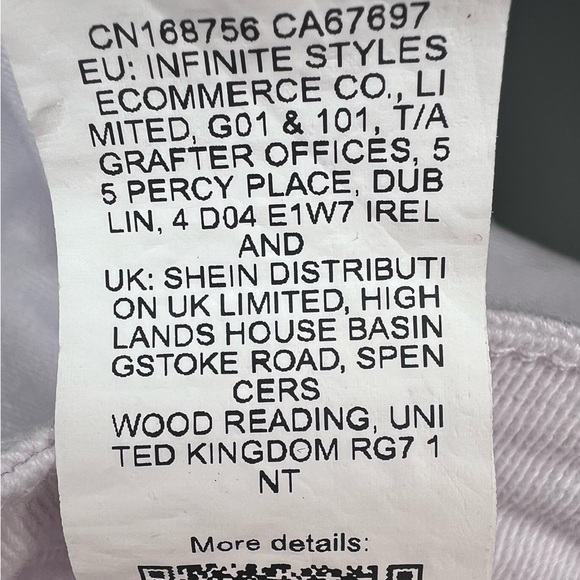 CN168756 CA67697
EU: INFINITE STYLES
ECOMMERCE CO., LI
MITED, G01 & 101, T/A
GRAFTER OFFICES, 5
5 PERCY PLACE, DUB
LIN, 4 D04 E1W7 IREL
AND
UK: SHEIN DISTRIBUTI
ON UK LIMITED, HIGH
LANDS HOUSE BASIN
GSTOKE ROAD, SPEN
CERS
WOOD READING, UNI
TED KINGDOM RG7 1
NT
More details: